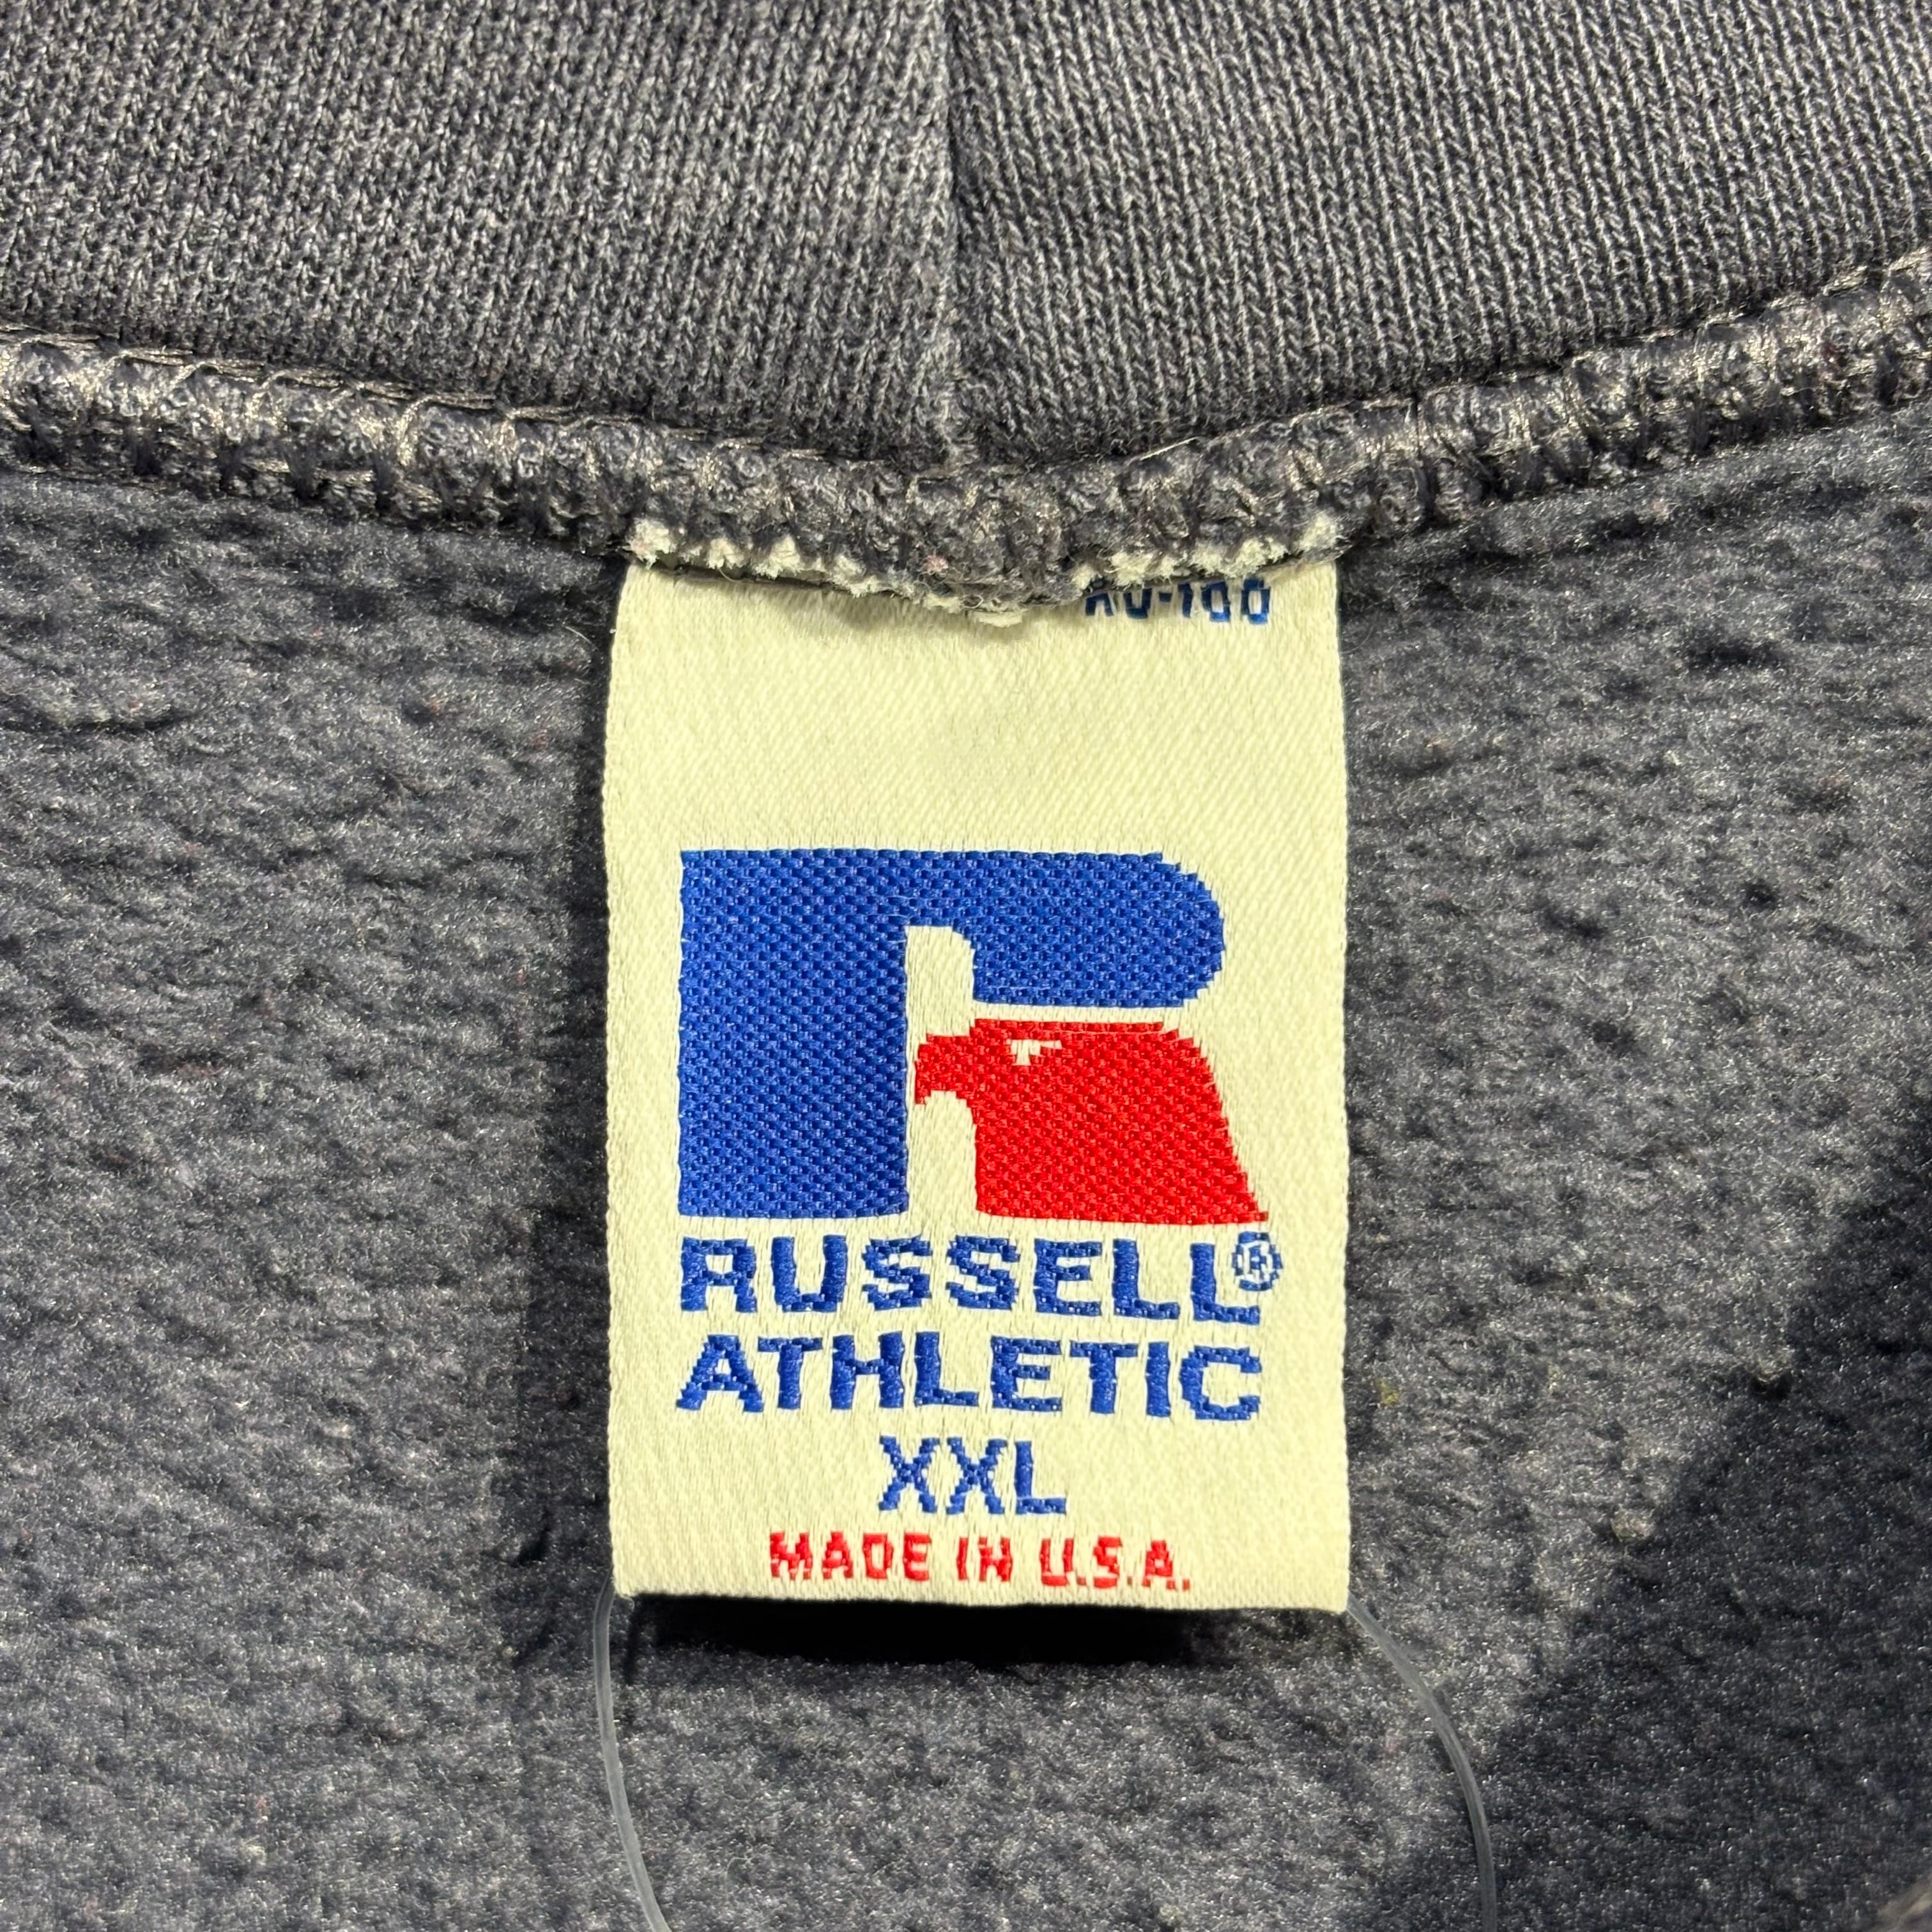 RUSSELL®
ATHLETIC
XXL
MADE IN U.S.A.